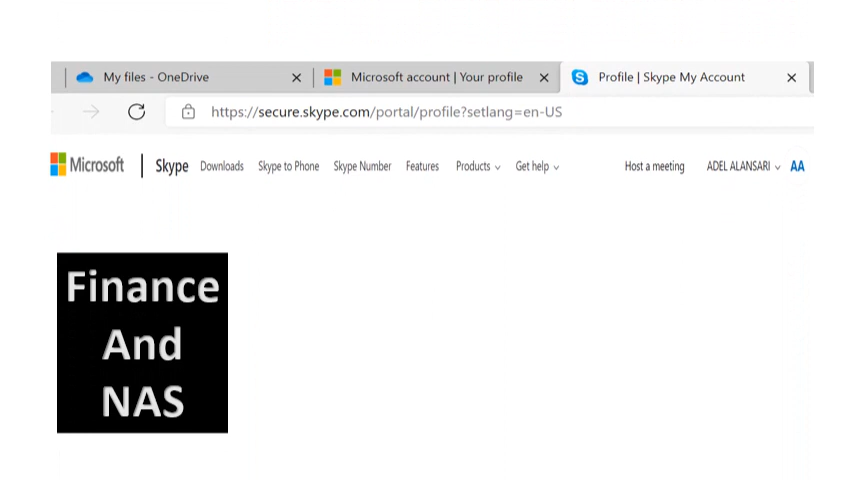 My files - OneDrive
Microsoft account | Your profile
Profile | Skype My Account
https://secure.skype.com/portal/profile?setlang=en-US
Microsoft | Skype Downloads Skype to Phone Skype Number Features Products Get help Host a meeting ADEL ALANSARI AA
Finance
And
NAS